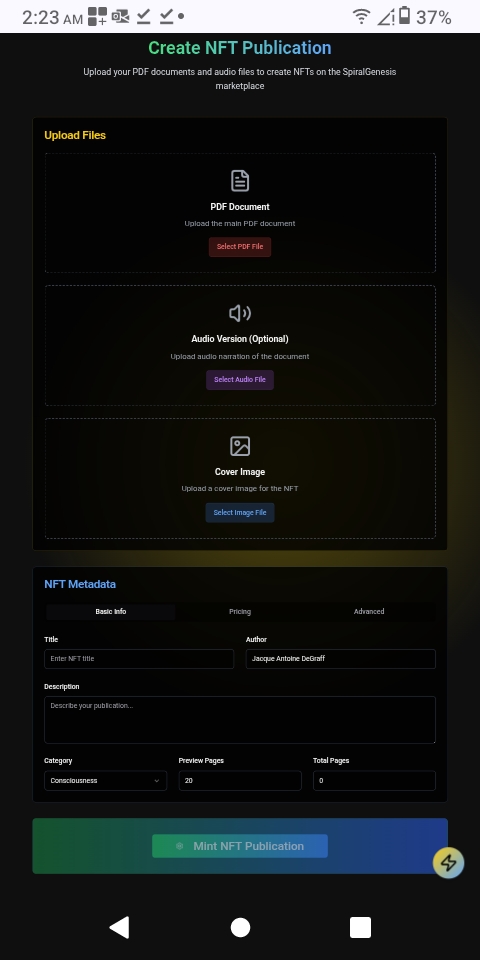 2:23 AM 37%
Create NFT Publication
Upload your PDF documents and audio files to create NFTs on the SpiralGenesis
marketplace
Upload Files
PDF Document
Upload the main PDF document
Select PDF File
Audio Version (Optional)
Upload audio narration of the document
Select Audio File
Cover Image
Upload a cover image for the NFT
Select Image File
NFT Metadata
Basic Info Pricing Advanced
Title Author
Enter NFT title Jacque Antoine DeGraff
Description
Describe your publication...
Category Preview Pages Total Pages
Consciousness 20 0
Mint NFT Publication